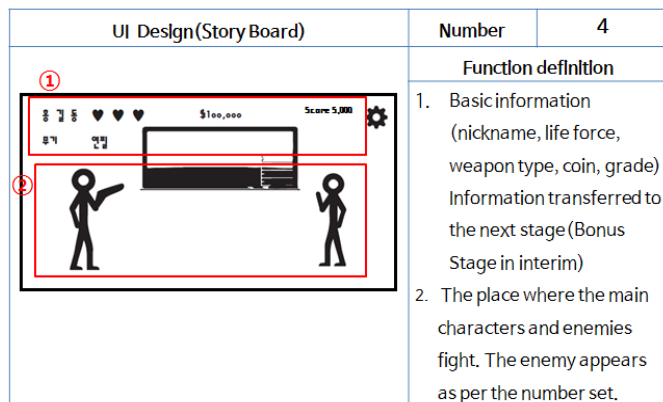 UI Design(Story Board)
Number
4
Function definition
①
홍 길 동
$100,000
Score 5,000
무기
연필
②
1. Basic information
(nickname, life force,
weapon type, coin, grade)
Information transferred to
the next stage(Bonus
Stage in interim)
2. The place where the main
characters and enemies
fight. The enemy appears
as per the number set.